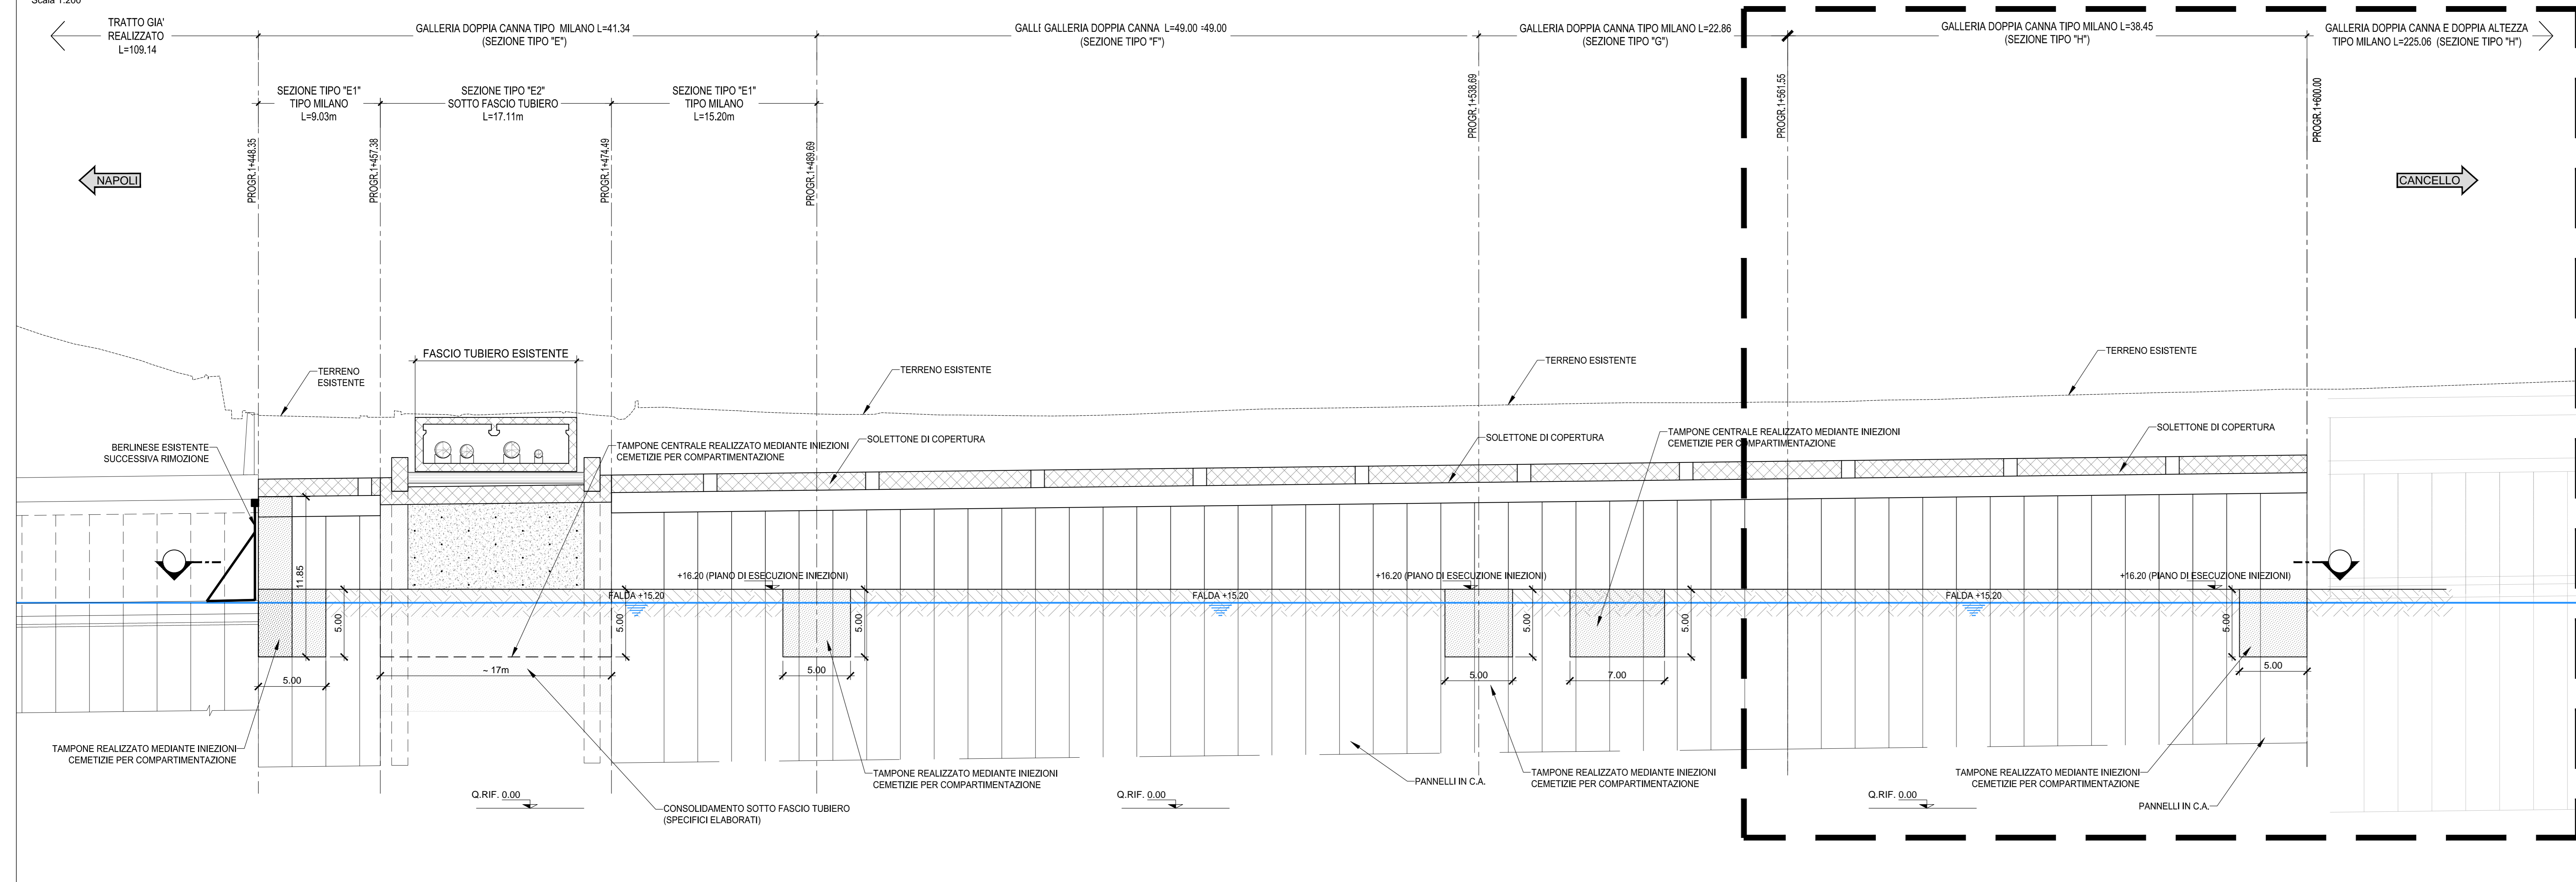 Scala 1:200
TRATTO GIA'
REALIZZATO
L=109.14
GALLERIA DOPPIA CANNA TIPO MILANO L=41.34
(SEZIONE TIPO "E")
GALLERIA DOPPIA CANNA L=49.00 =49.00
(SEZIONE TIPO "F")
GALLERIA DOPPIA CANNA TIPO MILANO L=22.86
(SEZIONE TIPO "G")
GALLERIA DOPPIA CANNA TIPO MILANO L=38.45
(SEZIONE TIPO "H")
GALLERIA DOPPIA CANNA E DOPPIA ALTEZZA
TIPO MILANO L=225.06 (SEZIONE TIPO "H")
SEZIONE TIPO "E1"
TIPO MILANO
L=9.03m
SEZIONE TIPO "E2"
SOTTO FASCIO TUBIERO
L=17.11m
SEZIONE TIPO "E1"
TIPO MILANO
L=15.20m
PROGR.1+448.35
PROGR.1+457.38
PROGR.1+474.49
PROGR.1+489.69
PROGR.1+538.69
PROGR.1+561.55
PROGR.1+600.00
NAPOLI
CANCELLO
FASCIO TUBIERO ESISTENTE
TERRENO
ESISTENTE
TERRENO ESISTENTE
TERRENO ESISTENTE
TERRENO ESISTENTE
BERLINESE ESISTENTE
SUCCESSIVA RIMOZIONE
TAMPONE CENTRALE REALIZZATO MEDIANTE INIEZIONI
CEMETIZIE PER COMPARTIMENTAZIONE
SOLETTONE DI COPERTURA
SOLETTONE DI COPERTURA
TAMPONE CENTRALE REALIZZATO MEDIANTE INIEZIONI
CEMETIZIE PER COMPARTIMENTAZIONE
SOLETTONE DI COPERTURA
11.85
+16.20 (PIANO DI ESECUZIONE INIEZIONI)
+16.20 (PIANO DI ESECUZIONE INIEZIONI)
+16.20 (PIANO DI ESECUZIONE INIEZIONI)
FALDA +15.20
FALDA +15.20
FALDA +15.20
5.00
5.00
5.00
5.00
5.00
5.00
5.00
~ 17m
5.00
5.00
7.00
5.00
TAMPONE REALIZZATO MEDIANTE INIEZIONI
CEMETIZIE PER COMPARTIMENTAZIONE
TAMPONE REALIZZATO MEDIANTE INIEZIONI
CEMETIZIE PER COMPARTIMENTAZIONE
PANNELLI IN C.A.
TAMPONE REALIZZATO MEDIANTE INIEZIONI
CEMETIZIE PER COMPARTIMENTAZIONE
TAMPONE REALIZZATO MEDIANTE INIEZIONI
CEMETIZIE PER COMPARTIMENTAZIONE
PANNELLI IN C.A.
Q.RIF. 0.00
Q.RIF. 0.00
Q.RIF. 0.00
CONSOLIDAMENTO SOTTO FASCIO TUBIERO
(SPECIFICI ELABORATI)